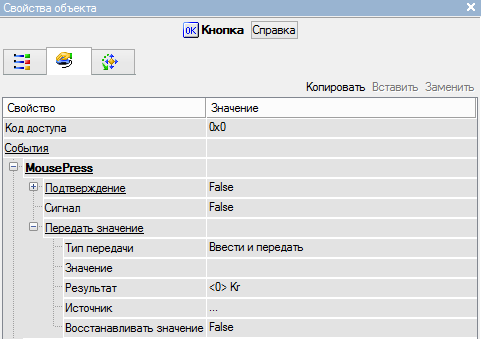 Свойства объекта
OK Кнопка Справка
Копировать Вставить Заменить
Свойство Значение
Код доступа 0x0
События
MousePress
Подтверждение False
Сигнал False
Передать значение
Тип передачи Ввести и передать
Значение
Результат <0> Kr
Источник ...
Восстанавливать значение False